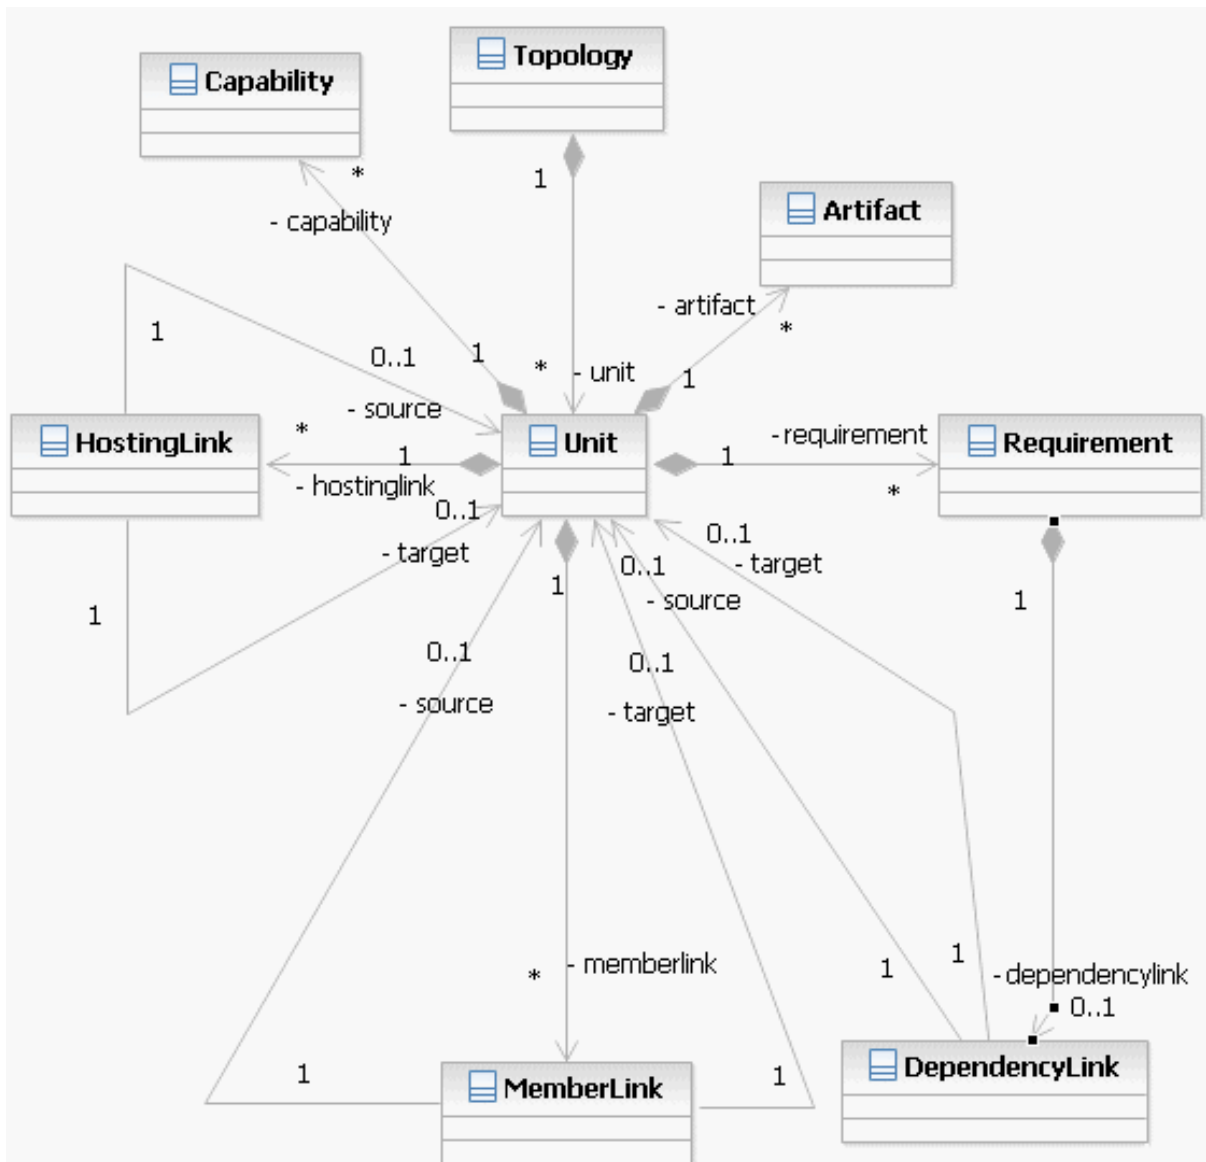 Topology
Capability
*
1
- capability
Artifact
- artifact
*
1
0..1
1
*
- unit
1
- source
HostingLink
*
1
Unit
1
- requirement
*
Requirement
- hostinglink
0..1
- target
0..1
- target
1
0..1
- source
1
1
0..1
- source
0..1
- target
1
1
- memberlink
*
- dependencylink
0..1
1
1
MemberLink
DependencyLink